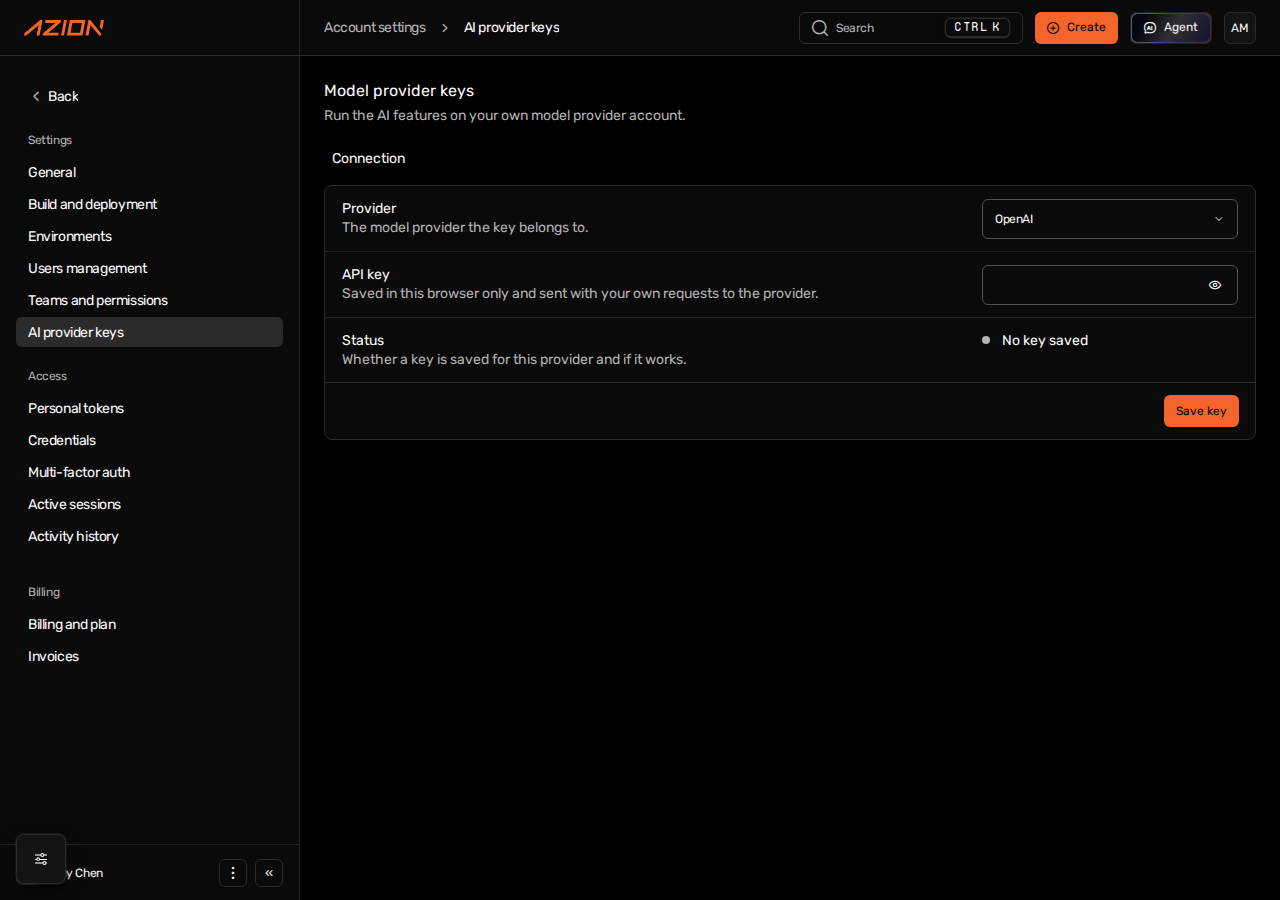 AZION
Account settings
AI provider keys
Search
CTRL K
Create
Agent
AM
Back
Settings
General
Build and deployment
Environments
Users management
Teams and permissions
AI provider keys
Access
Personal tokens
Credentials
Multi-factor auth
Active sessions
Activity history
Billing
Billing and plan
Invoices
y Chen
Model provider keys
Run the AI features on your own model provider account.
Connection
Provider
The model provider the key belongs to.
OpenAI
API key
Saved in this browser only and sent with your own requests to the provider.
Status
Whether a key is saved for this provider and if it works.
No key saved
Save key